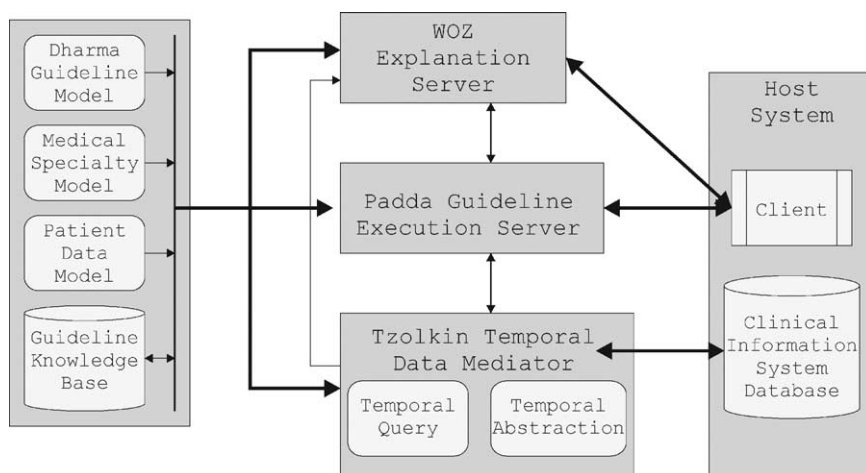 Dharma
Guideline
Model
Medical
Specialty
Model
Patient
Data
Model
Guideline
Knowledge
Base
WOZ
Explanation
Server
Padda Guideline
Execution Server
Tzolkin Temporal
Data Mediator
Temporal
Query
Temporal
Abstraction
Host
System
Client
Clinical
Information
System
Database